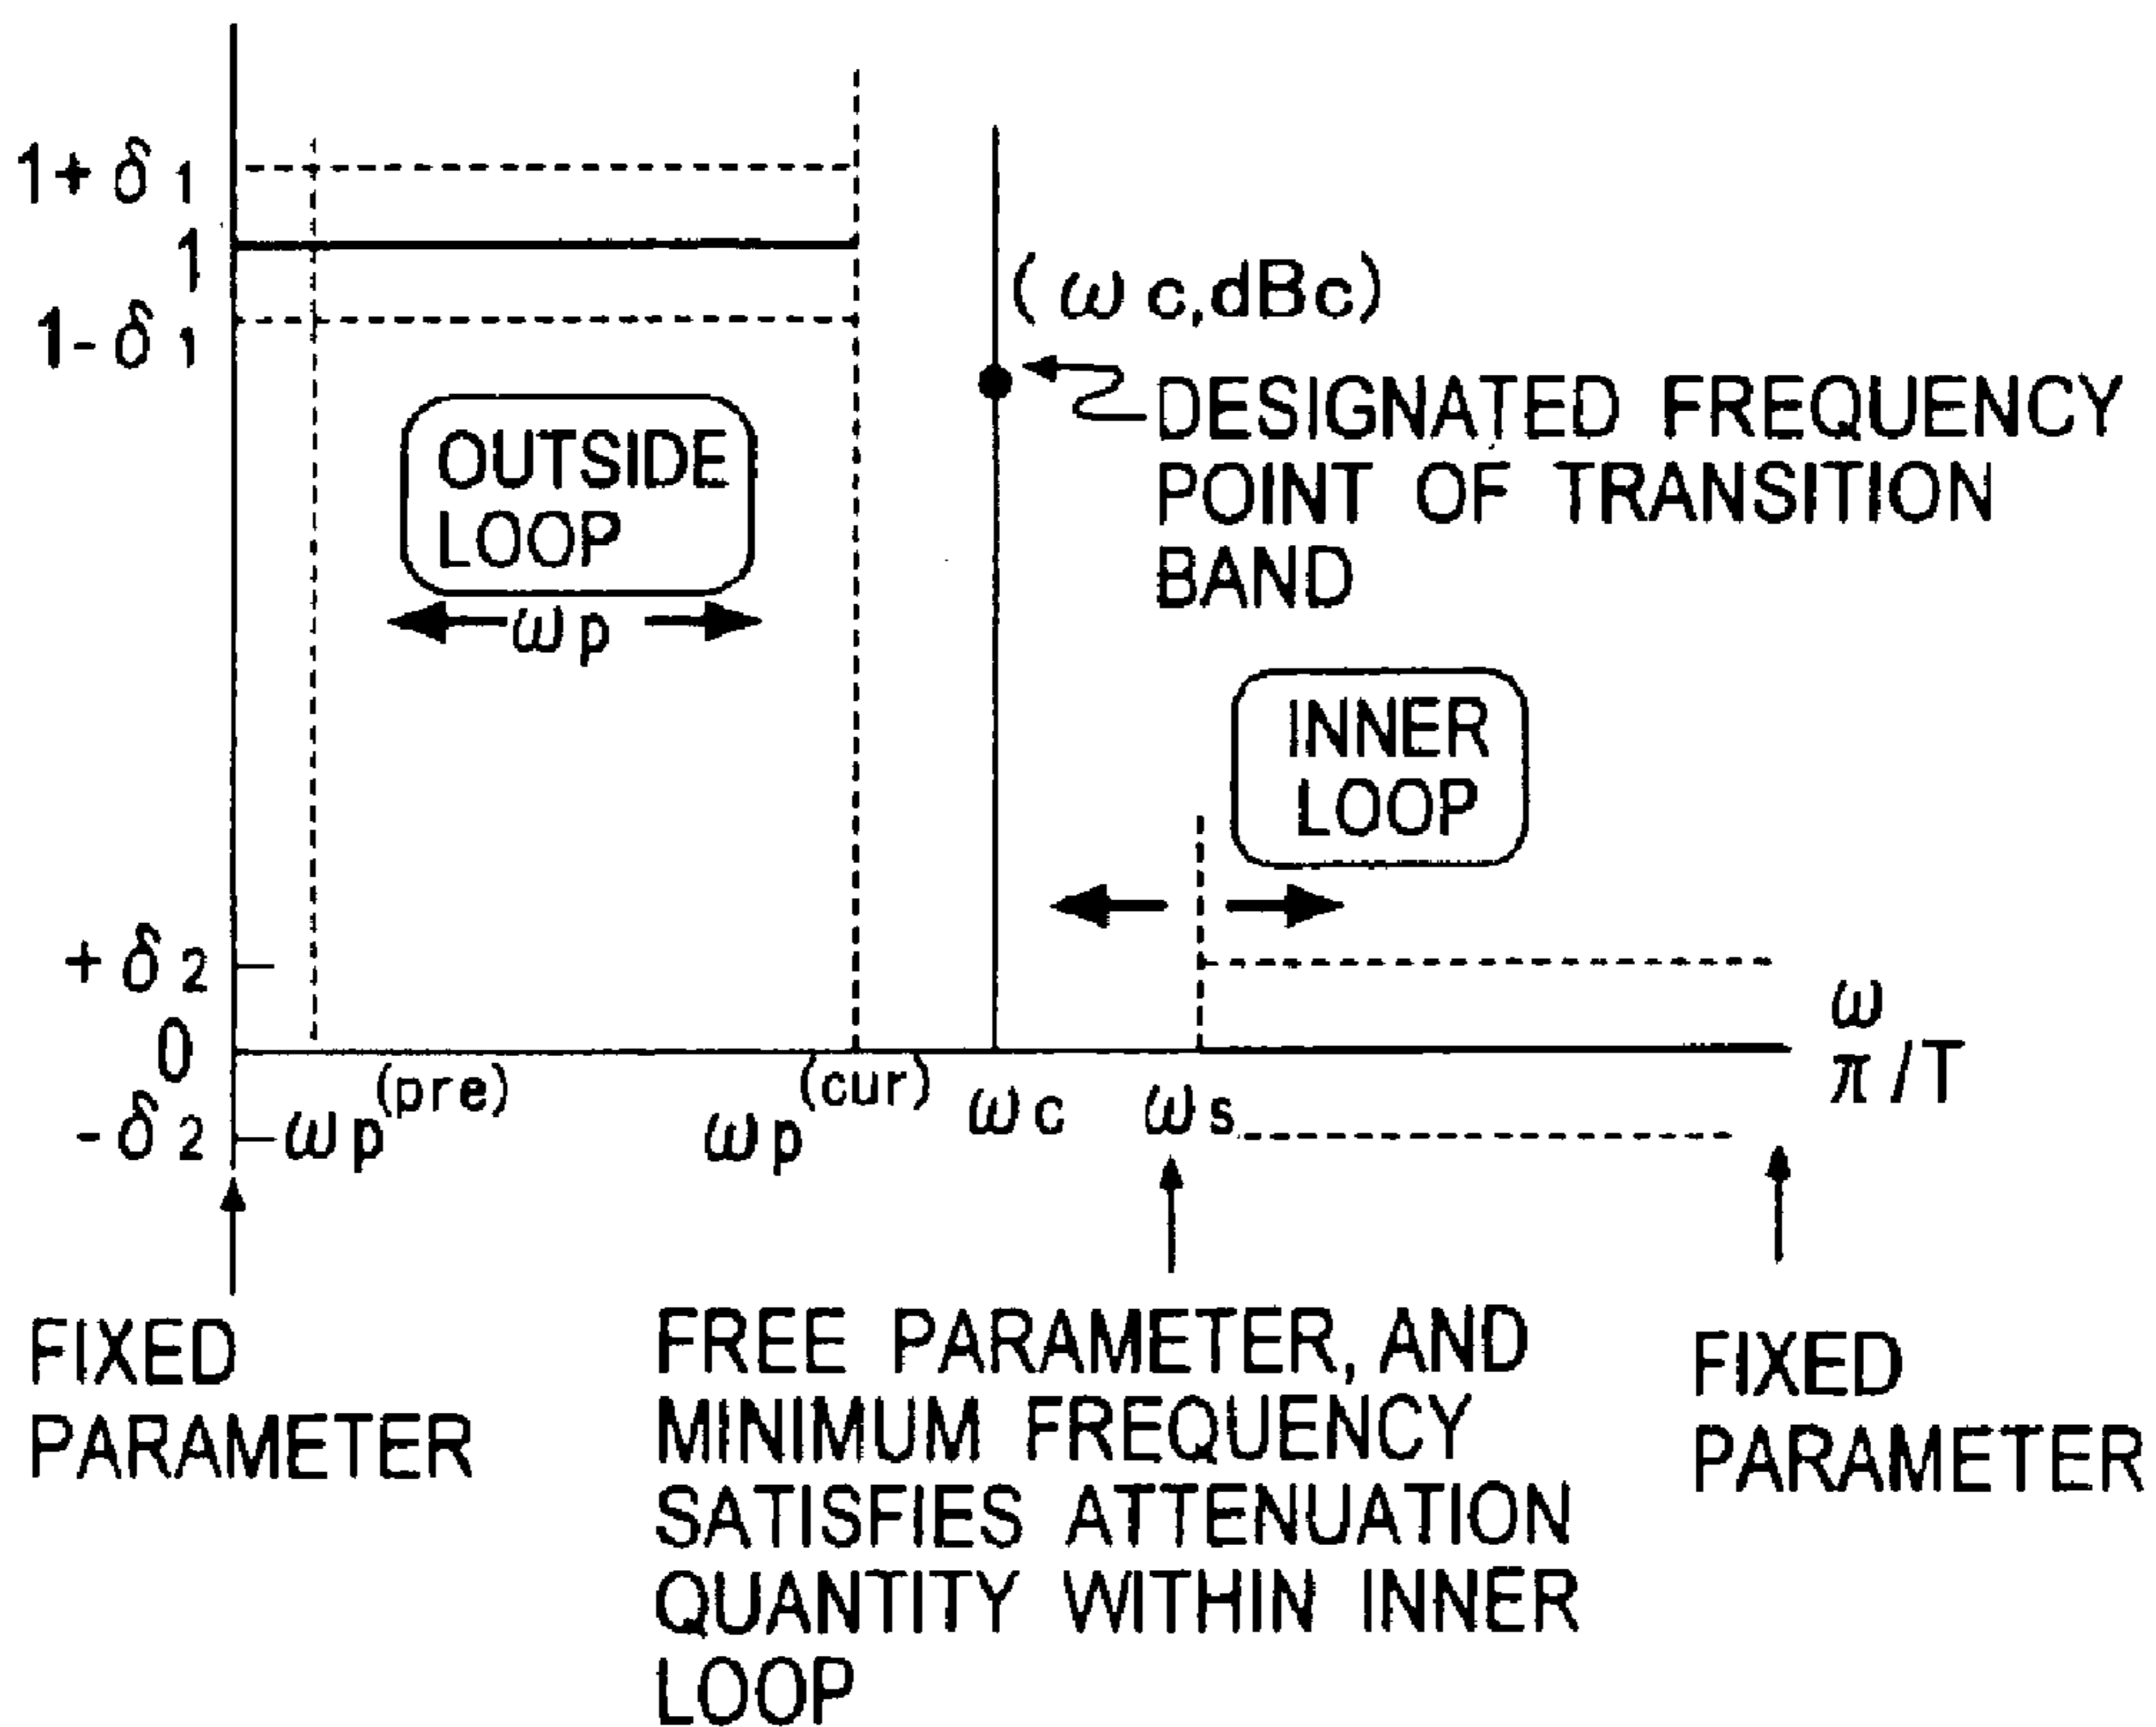 1+δ1
1
1-δ1
(ωc,dBc)
DESIGNATED FREQUENCY
POINT OF TRANSITION
BAND
OUTSIDE
LOOP
ωp
INNER
LOOP
+δ2
0
-δ2
ωp(pre)
ωp(cur)
ωc
ωs
ω
π/T
FIXED
PARAMETER
FREE PARAMETER, AND
MINIMUM FREQUENCY
SATISFIES ATTENUATION
QUANTITY WITHIN INNER
LOOP
FIXED
PARAMETER